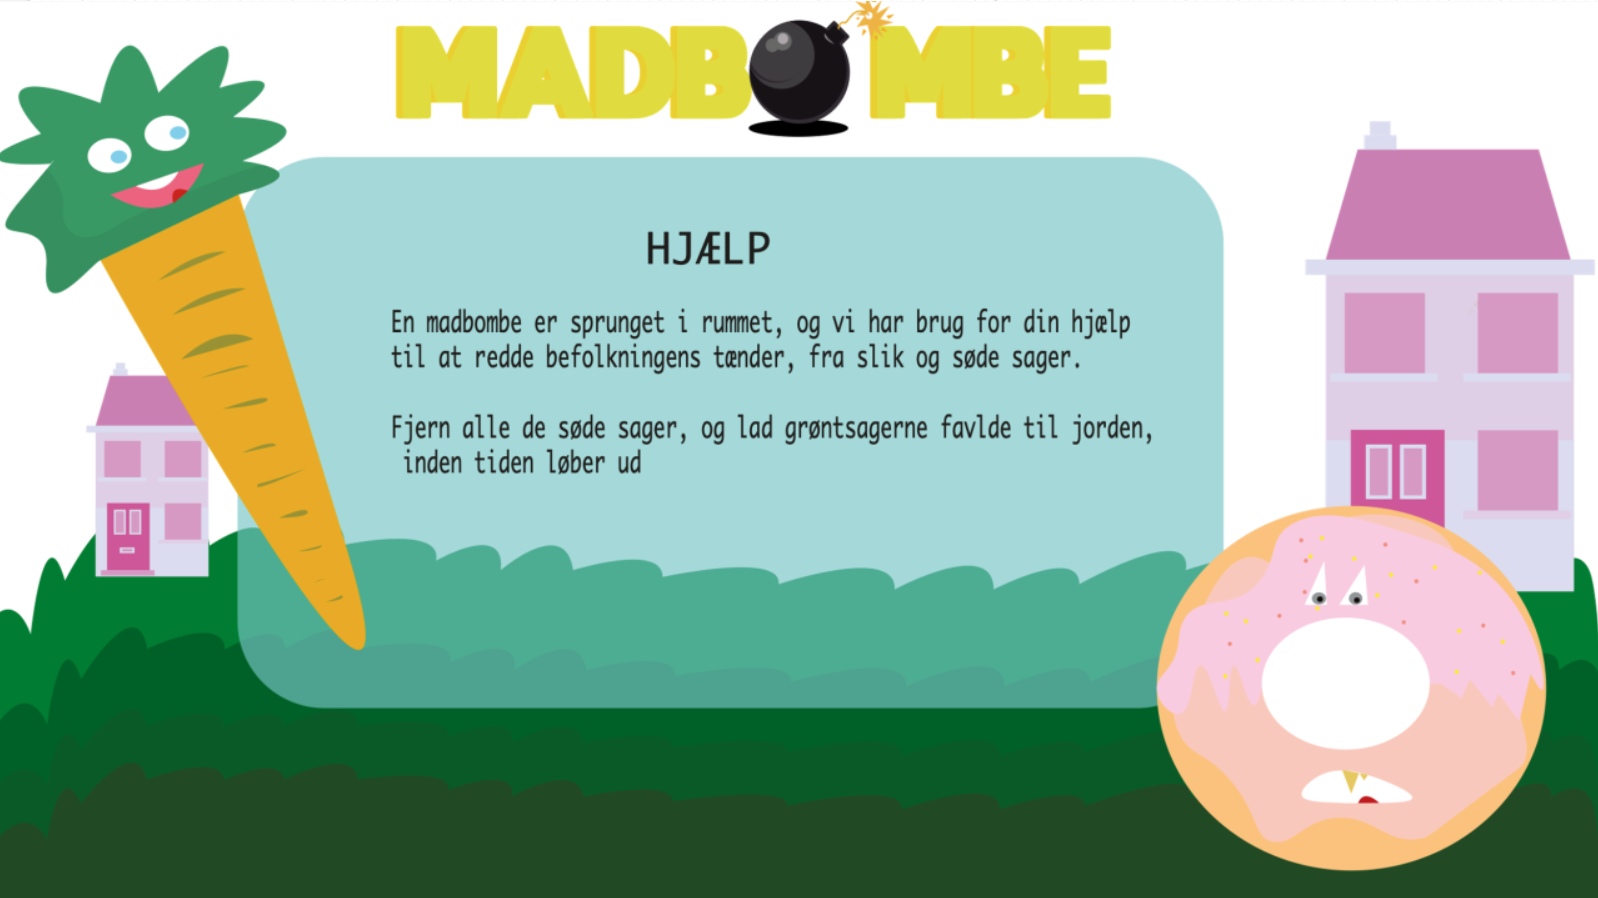 MADBOMBE
HJÆLP
En madbombe er sprunget i rummet, og vi har brug for din hjælp
til at redde befolkningens tænder, fra slik og søde sager.
Fjern alle de søde sager, og lad grøntsagerne favlde til jorden,
inden tiden løber ud